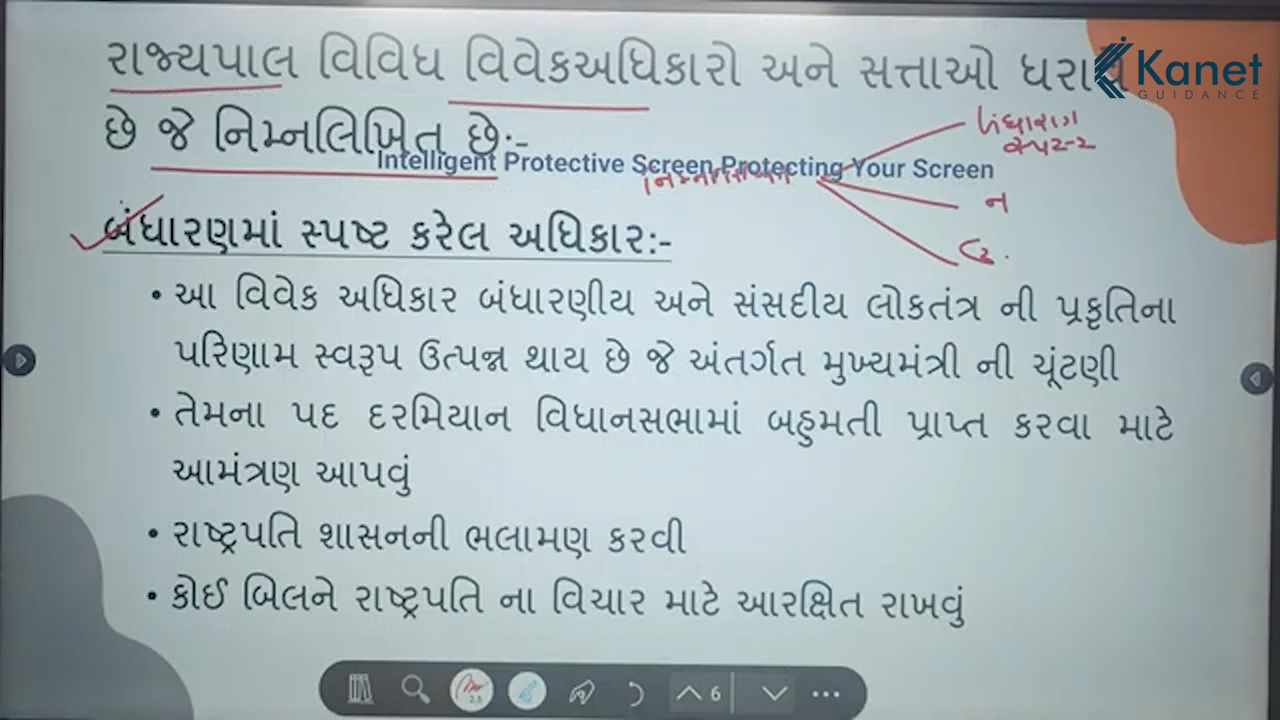 રાજ્યપાલ વિવિધ વિવેકઅધિકારો અને સત્તાઓ ધરાવે
Kanet
GUIDANCE
છે જે નિમ્નલિખિત છે:-
Intelligent Protective Screen Protecting Your Screen
ન
બંધારણમાં સ્પષ્ટ કરેલ અધિકાર:-
• આ વિવેક અધિકાર બંધારણીય અને સંસદીય લોકતંત્ર ની પ્રકૃતિના
પરિણામ સ્વરૂપ ઉત્પન્ન થાય છે જે અંતર્ગત મુખ્યમંત્રી ની ચૂંટણી
• તેમના પદ દરમિયાન વિધાનસભામાં બહુમતી પ્રાપ્ત કરવા માટે
આમંત્રણ આપવું
• રાષ્ટ્રપતિ શાસનની ભલામણ કરવી
• કોઈ બિલને રાષ્ટ્રપતિ ના વિચાર માટે આરક્ષિત રાખવું
2.5
6